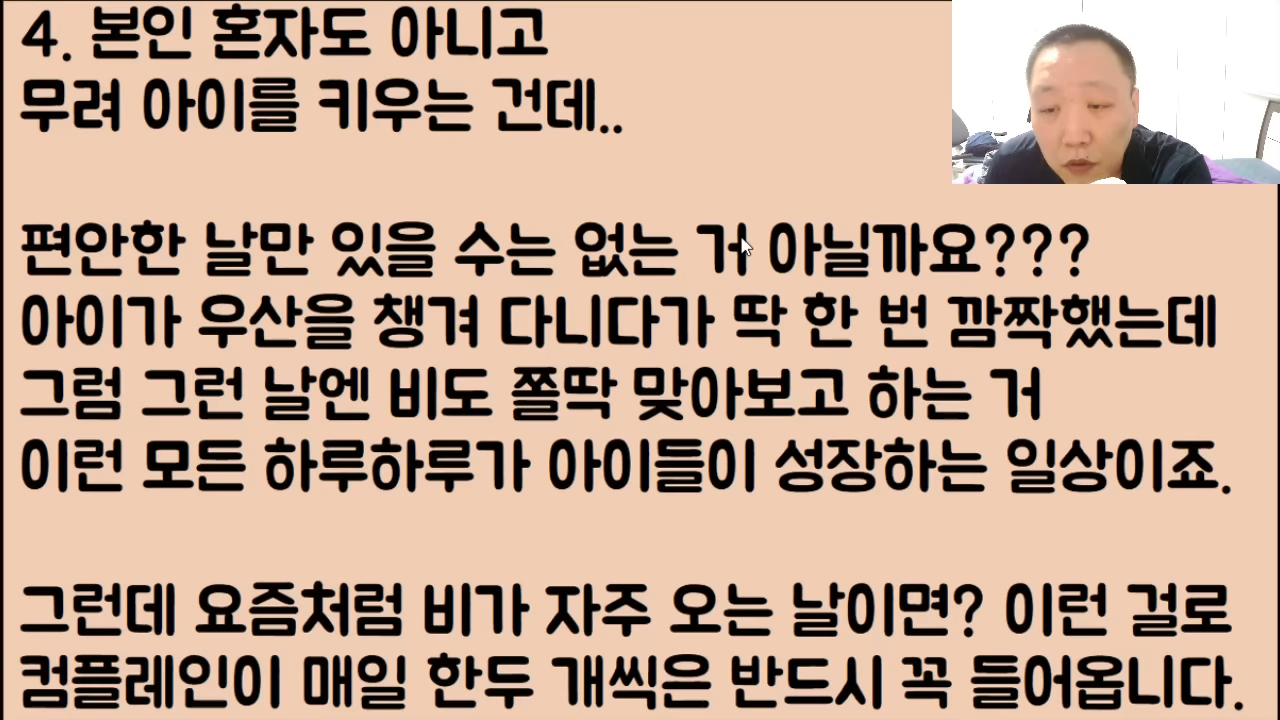 4. 본인 혼자도 아니고
무려 아이를 키우는 건데..
편안한 날만 있을 수는 없는 거 아닐까요???
아이가 우산을 챙겨 다니다가 딱 한 번 깜짝했는데
그럼 그런 날엔 비도 쫄딱 맞아보고 하는 거
이런 모든 하루하루가 아이들이 성장하는 일상이죠.
그런데 요즘처럼 비가 자주 오는 날이면? 이런 걸로
컴플레인이 매일 한두 개씩은 반드시 꼭 들어옵니다.